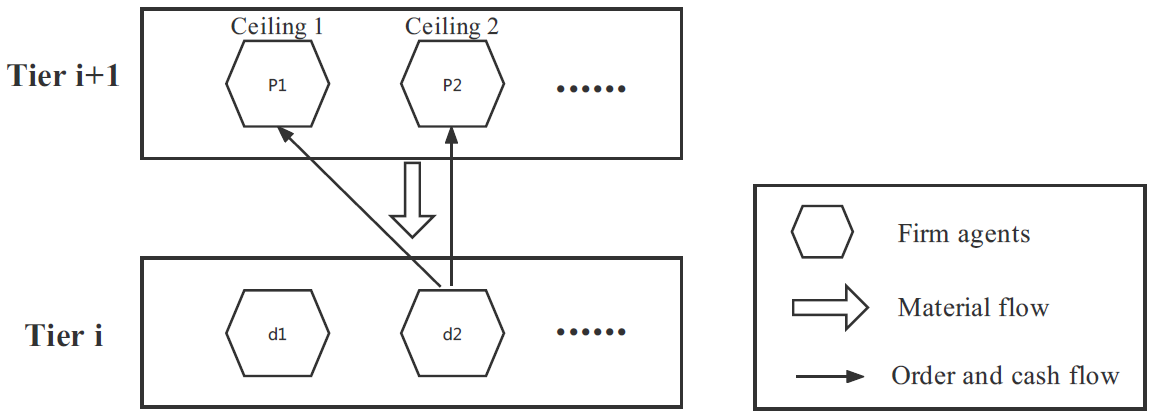 Ceiling 1 Ceiling 2
Tier i+1
P1 P2 ......
Tier i
d1 d2 ......
Firm agents
Material flow
Order and cash flow